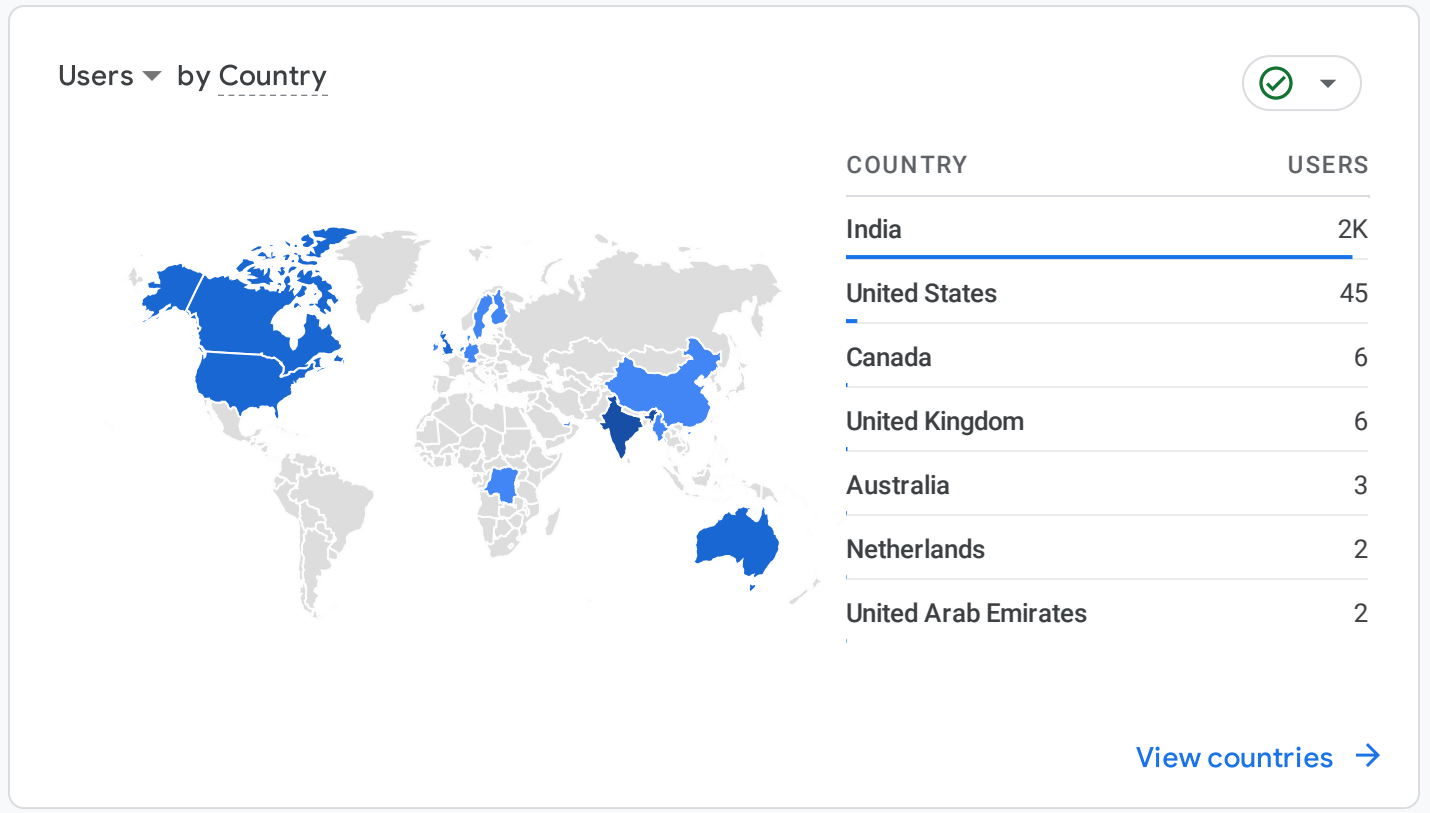 Users by Country
COUNTRY USERS
India 2K
United States 45
Canada 6
United Kingdom 6
Australia 3
Netherlands 2
United Arab Emirates 2
View countries